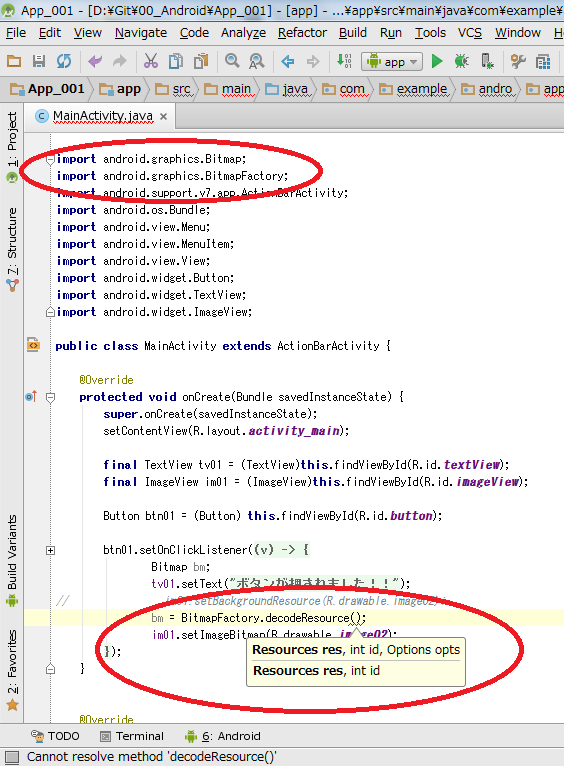 App_001 - [D:¥Git¥00_Android¥App_001] - [app] - ...¥app¥src¥main¥java¥com¥example¥
File Edit View Navigate Code Analyze Refactor Build Run Tools VCS Window
app
App_001 app src main java com example andro app
MainActivity.java
1: Project
7: Structure
Build Variants
2: Favorites
import android.graphics.Bitmap;
import android.graphics.BitmapFactory;
import android.support.v7.app.ActionBarActivity;
import android.os.Bundle;
import android.view.Menu;
import android.view.MenuItem;
import android.view.View;
import android.widget.Button;
import android.widget.TextView;
import android.widget.ImageView;
public class MainActivity extends ActionBarActivity {
@Override
protected void onCreate(Bundle savedInstanceState) {
super.onCreate(savedInstanceState);
setContentView(R.layout.activity_main);
final TextView tv01 = (TextView)this.findViewById(R.id.textView);
final ImageView im01 = (ImageView)this.findViewById(R.id.imageView);
Button btn01 = (Button) this.findViewById(R.id.button);
btn01.setOnClickListener((v) -> {
Bitmap bm;
tv01.setText("ボタンが押されました！！");
// im01.setBackgroundResource(R.drawable.image02);
bm = BitmapFactory.decodeResource();
im01.setImageBitmap(R.drawable.image02);
Resources res, int id, Options opts
Resources res, int id
});
}
@Override
TODO Terminal 6: Android
Cannot resolve method 'decodeResource()'